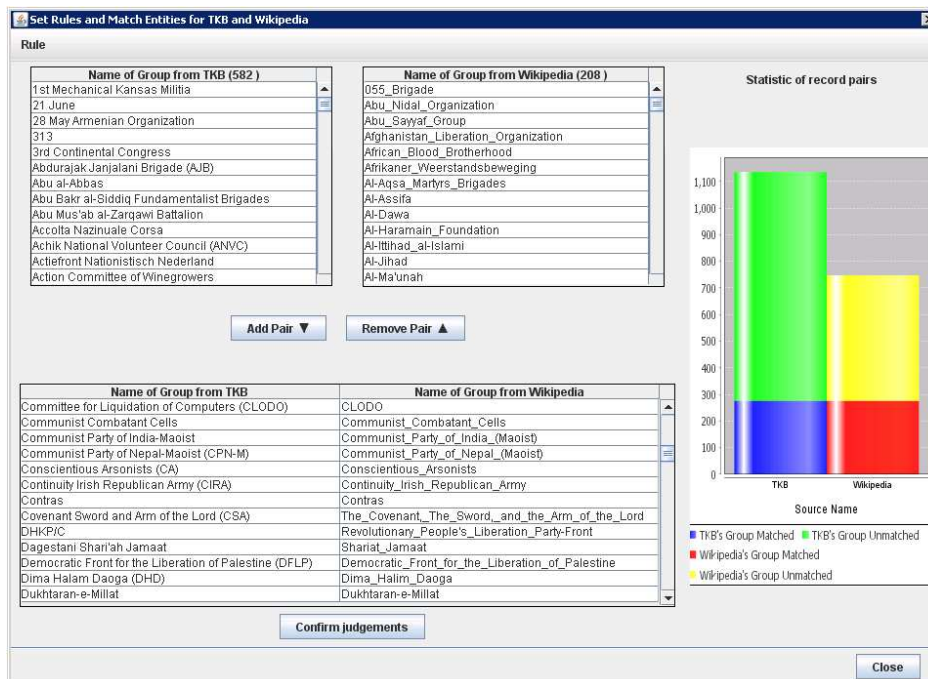 Set Rules and Match Entities for TKB and Wikipedia
Rule
Name of Group from TKB (582 )
1st Mechanical Kansas Militia
21 June
28 May Armenian Organization
313
3rd Continental Congress
Abdurajak Janjalani Brigade (AJB)
Abu al-Abbas
Abu Bakr al-Siddiq Fundamentalist Brigades
Abu Mus'ab al-Zarqawi Battalion
Accolta Nazinuale Corsa
Achik National Volunteer Council (ANVC)
Actiefront Nationistisch Nederland
Action Committee of Winegrowers
Name of Group from Wikipedia (208 )
055_Brigade
Abu_Nidal_Organization
Abu_Sayyaf_Group
Afghanistan_Liberation_Organization
African_Blood_Brotherhood
Afrikaner_Weerstandsbeweging
Al-Aqsa_Martyrs_Brigades
Al-Assifa
Al-Dawa
Al-Haramain_Foundation
Al-Ittihad_al-Islami
Al-Jihad
Al-Ma'unah
Add Pair ▼ Remove Pair ▲
Name of Group from TKB Name of Group from Wikipedia
Committee for Liquidation of Computers (CLODO) CLODO
Communist Combatant Cells Communist_Combatant_Cells
Communist Party of India-Maoist Communist_Party_of_India_(Maoist)
Communist Party of Nepal-Maoist (CPN-M) Communist_Party_of_Nepal_(Maoist)
Conscientious Arsonists (CA) Conscientious_Arsonists
Continuity Irish Republican Army (CIRA) Continuity_Irish_Republican_Army
Contras Contras
Covenant Sword and Arm of the Lord (CSA) The_Covenant,_The_Sword,_and_the_Arm_of_the_Lord
DHKP/C Revolutionary_People's_Liberation_Party-Front
Dagestani Shari'ah Jamaat Shariat_Jamaat
Democratic Front for the Liberation of Palestine (DFLP) Democratic_Front_for_the_Liberation_of_Palestine
Dima Halam Daoga (DHD) Dima_Halim_Daoga
Dukhtaran-e-Millat Dukhtaran-e-Millat
Confirm judgements
Statistic of record pairs
1,100
1,000
900
800
700
600
500
400
300
200
100
0
TKB Wikipedia
Source Name
TKB's Group Matched TKB's Group Unmatched
Wikipedia's Group Matched
Wikipedia's Group Unmatched
Close